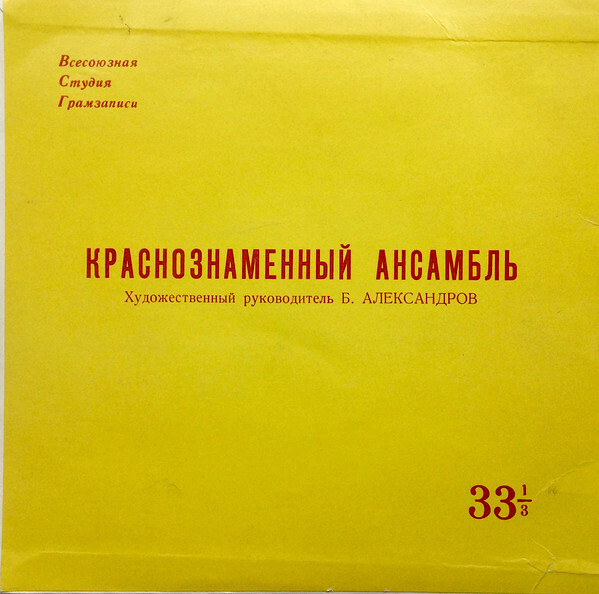 Всесоюзная
Студия
Грамзаписи
КРАСНОЗНАМЕННЫЙ АНСАМБЛЬ
Художественный руководитель Б. АЛЕКСАНДРОВ
33 1/3